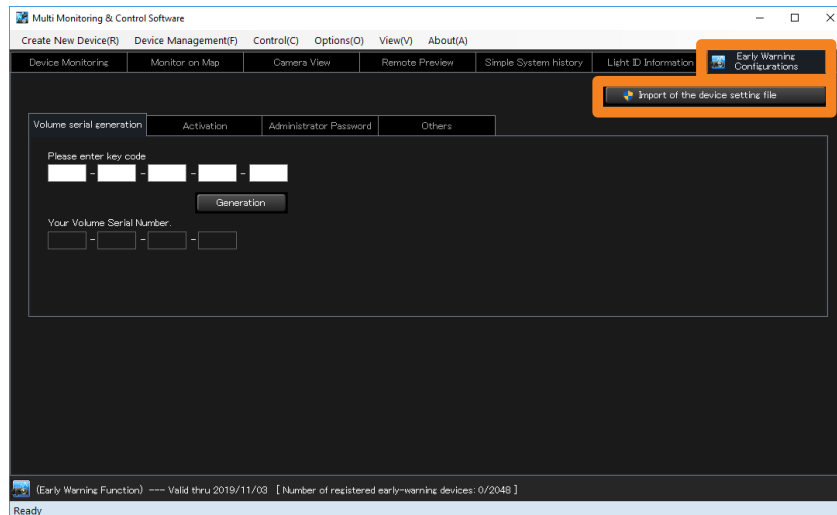 Multi Monitoring & Control Software
Create New Device(R) Device Management(F) Control(C) Options(O) View(V) About(A)
Device Monitoring Monitor on Map Camera View Remote Preview Simple System history Light ID Information Early Warning
Configurations
Import of the device setting file
Volume serial generation Activation Administrator Password Others
Please enter key code
- - - -
Generation
Your Volume Serial Number.
- - -
(Early Warning Function) --- Valid thru 2019/11/03 [ Number of registered early-warning devices: 0/2048 ]
Ready